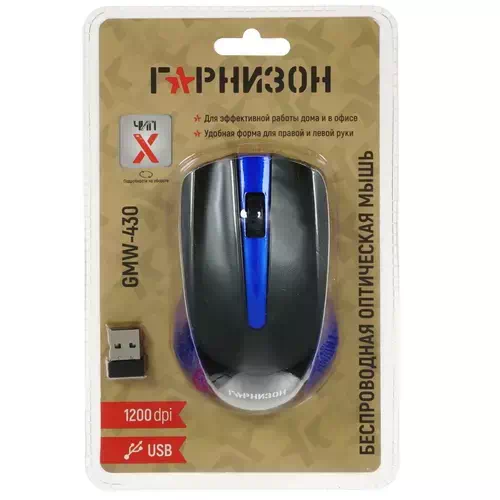 ГАРНИЗОН
★ Для эффективной работы дома и в офисе
★ Удобная форма для правой и левой руки
ЧИП
X
GMW-430
БЕСПРОВОДНАЯ ОПТИЧЕСКАЯ МЫШЬ
ГАРНИЗОН
1200 dpi
USB